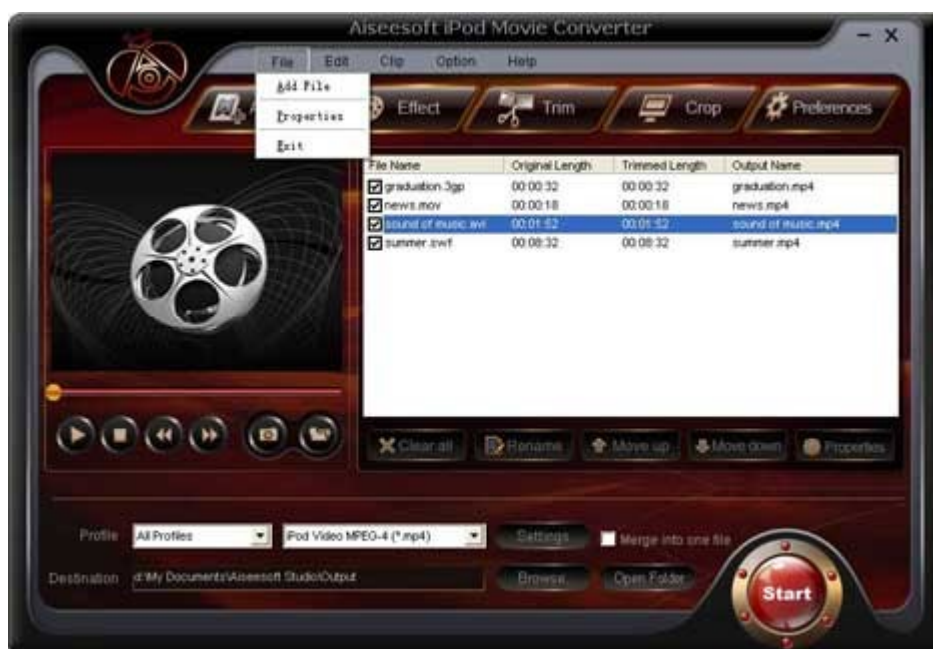 Aiseesoft iPod Movie Converter
File Edit Clip Option Help
Add File
Properties
Exit
Effect Trim Crop Preferences
File Name Original Length Trimmed Length Output Name
graduation.3gp 00:00:32 00:00:32 graduation.mp4
news.mov 00:00:18 00:00:18 news.mp4
sound of music.avi 00:01:52 00:01:52 sound of music.mp4
summer.swf 00:08:32 00:08:32 summer.mp4
Clear all Rename Move up Move down Properties
Profile All Profiles iPod Video MPEG-4 (*.mp4) Settings Merge into one file
Destination d:\My Documents\Aiseesoft Studio\Output Browse Open Folder
Start